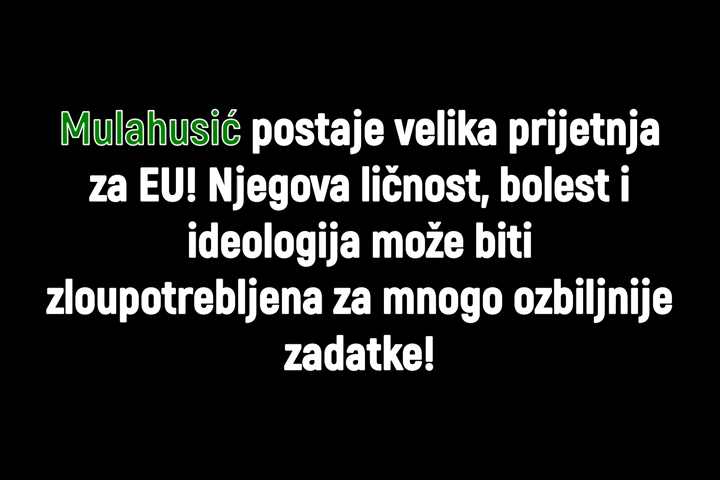 Mulahusić postaje velika prijetnja
za EU! Njegova ličnost, bolest i
ideologija može biti
zloupotrebljena za mnogo ozbiljnije
zadatke!